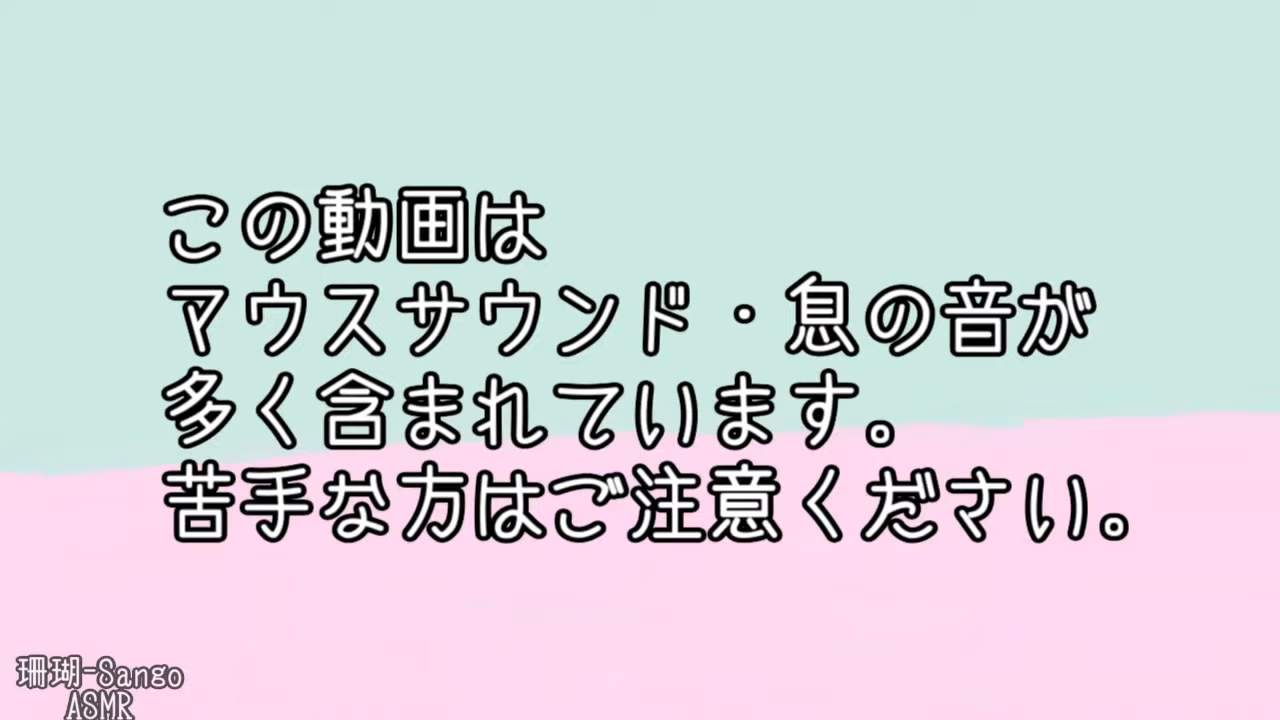 この動画は
マウスサウンド・息の音が
多く含まれています。
苦手な方はご注意ください。
珊瑚-Sango
ASMR